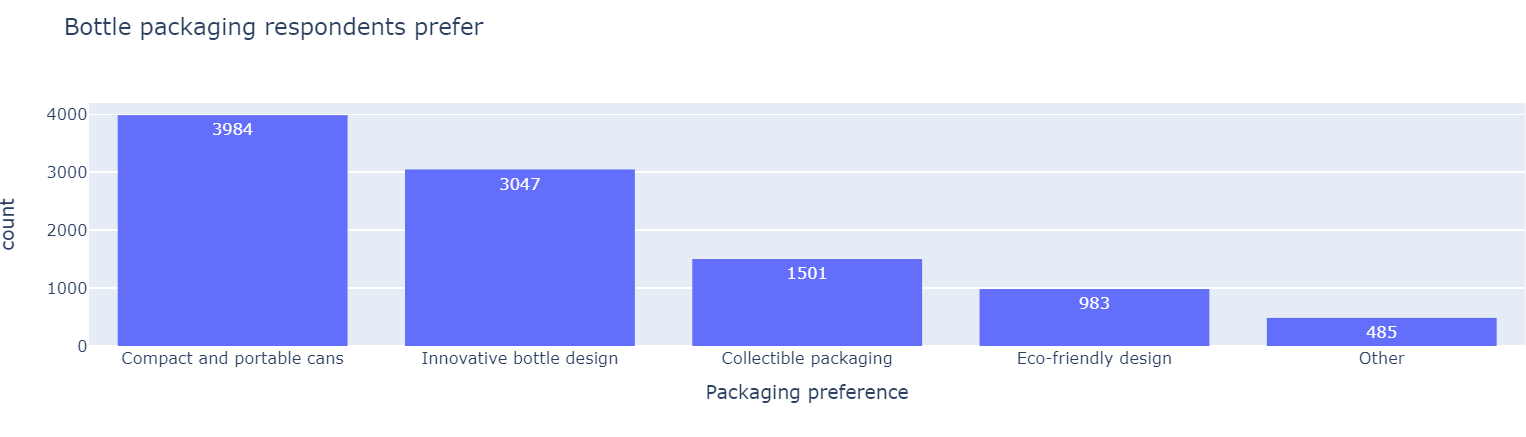 Bottle packaging respondents prefer
count
4000
3000
2000
1000
0
3984
3047
1501
983
485
Compact and portable cans
Innovative bottle design
Collectible packaging
Eco-friendly design
Other
Packaging preference